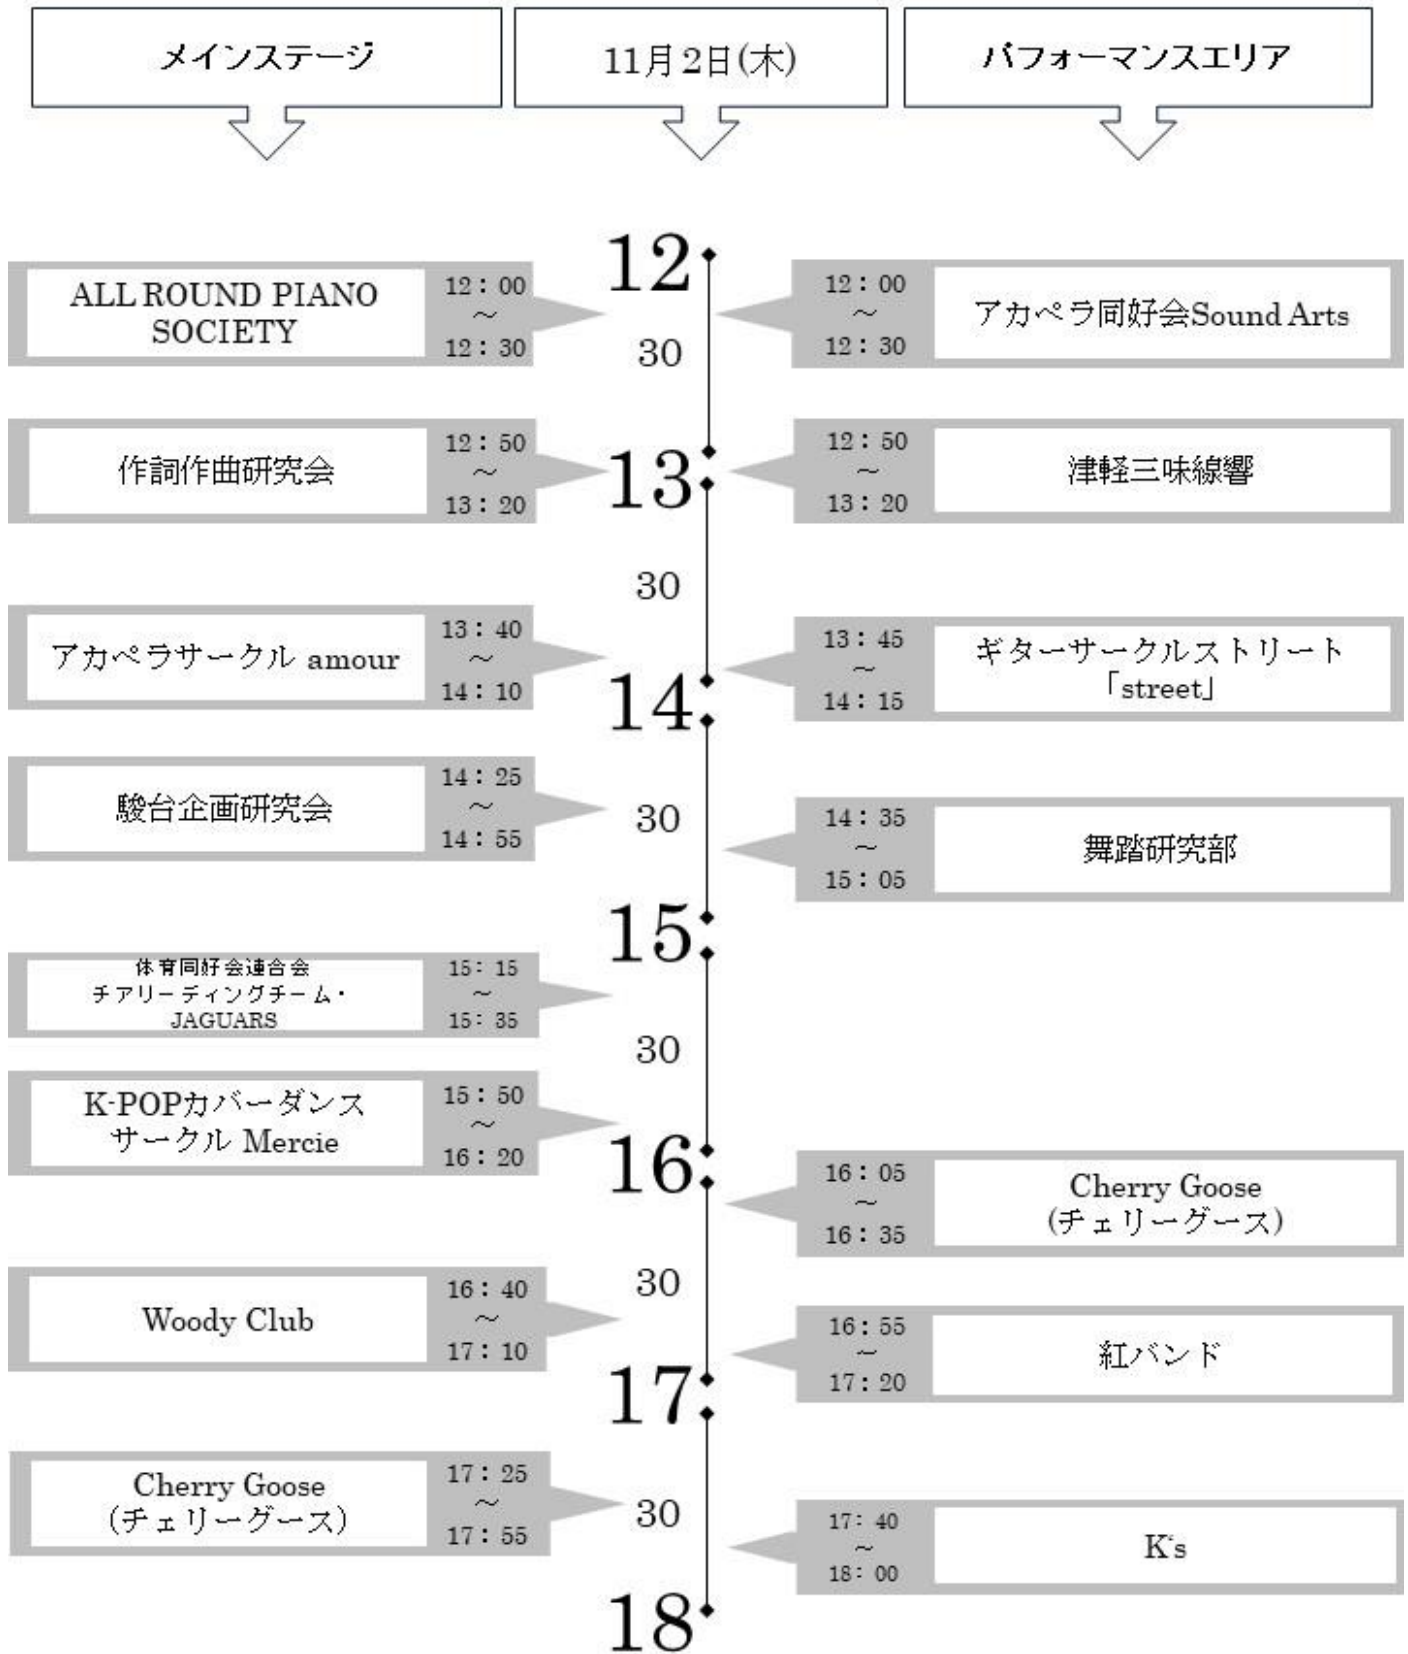 メインステージ
11月2日(木)
パフォーマンスエリア
12
ALL ROUND PIANO
SOCIETY
12：00
～
12：30
12：00
～
12：30
アカペラ同好会Sound Arts
30
作詞作曲研究会
12：50
～
13：20
13
12：50
～
13：20
津軽三味線響
30
アカペラサークル amour
13：40
～
14：10
13：45
～
14：15
ギターサークルストリート
「street」
14
駿台企画研究会
14：25
～
14：55
30
14：35
～
15：05
舞踏研究部
15
体育同好会連合会
チアリーディングチーム・
JAGUARS
15：15
～
15：35
30
K-POPカバーダンス
サークル Mercie
15：50
～
16：20
16
16：05
～
16：35
Cherry Goose
(チェリーグース)
30
Woody Club
16：40
～
17：10
16：55
～
17：20
紅バンド
17
Cherry Goose
(チェリーグース)
17：25
～
17：55
30
17：40
～
18：00
K‘s
18